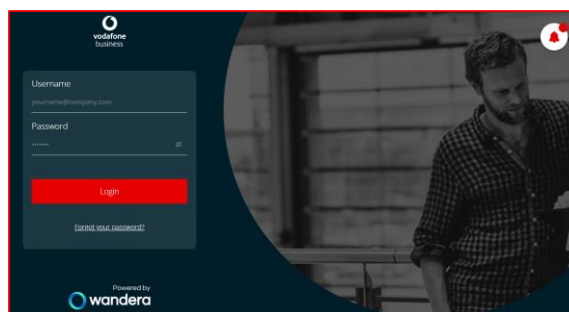 vodafone
business
Username
yourname@company.com
Password
Login
Forgot your password?
Powered by
wandera